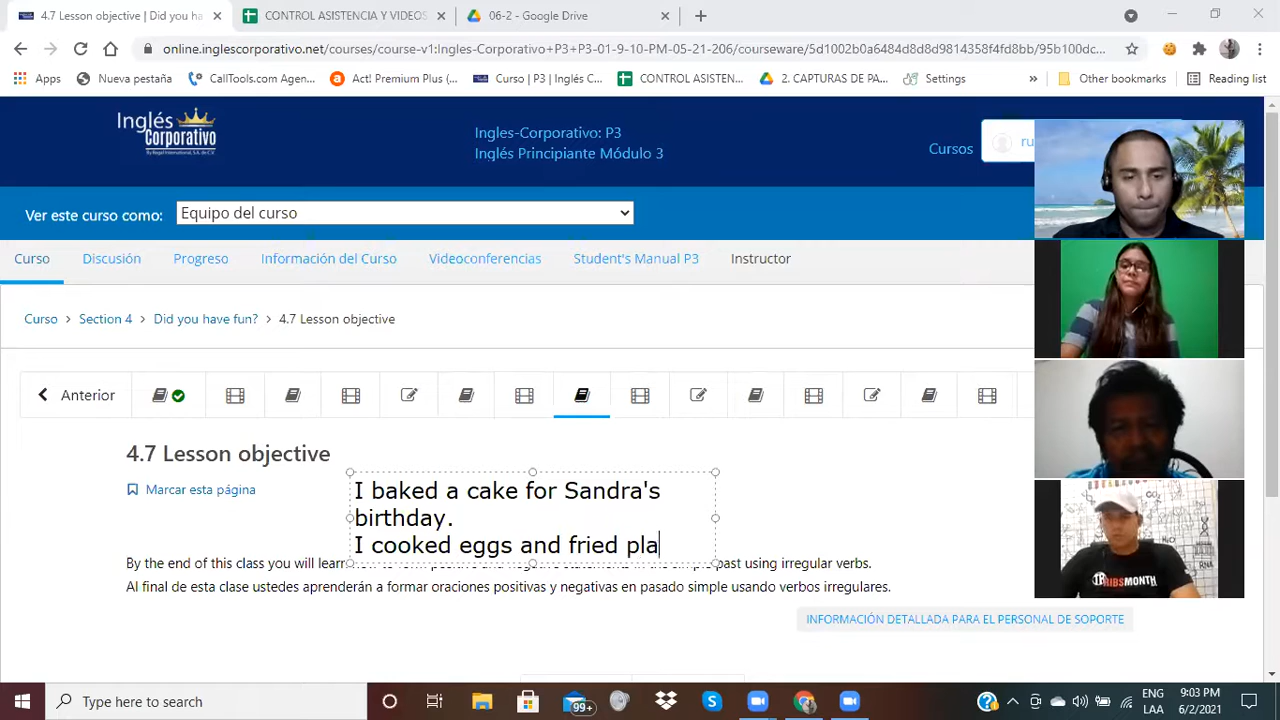 4.7 Lesson objective | Did you ha
CONTROL ASISTENCIA Y VIDEOS
06-2 - Google Drive
online.inglescorporativo.net/courses/course-v1:Ingles-Corporativo+P3+P3-01-9-10-PM-05-21-206/courseware/5d1002b0a6484d8d8d9814358f4fd8bb/95b100dc...
Apps
Nueva pestaña
CallTools.com Agen...
Act! Premium Plus (...
Curso | P3 | Inglés C...
CONTROL ASISTEN...
2. CAPTURAS DE PA...
Settings
»
Other bookmarks
Reading list
Inglés
Corporativo
Ingles-Corporativo: P3
Inglés Principiante Módulo 3
Cursos
ru
Ver este curso como:
Equipo del curso
Curso
Discusión
Progreso
Información del Curso
Videoconferencias
Student's Manual P3
Instructor
Curso > Section 4 > Did you have fun? > 4.7 Lesson objective
Anterior
4.7 Lesson objective
Marcar esta página
I baked a cake for Sandra's
birthday.
I cooked eggs and fried pla
By the end of this class you will lear past using irregular verbs.
Al final de esta clase ustedes aprenderán a formar oraciones positivas y negativas en pasado simple usando verbos irregulares.
INFORMACIÓN DETALLADA PARA EL PERSONAL DE SOPORTE
RIBSMONTH
Type here to search
99+
ENG
LAA
9:03 PM
6/2/2021